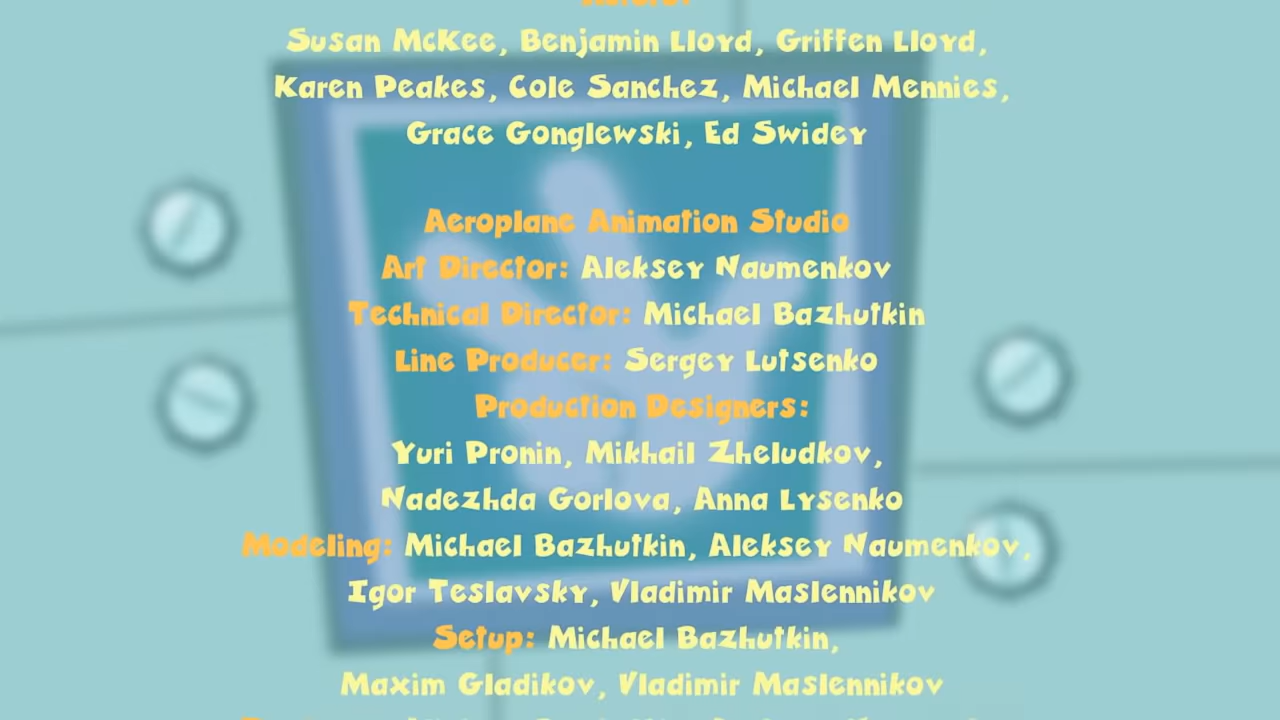 Susan McKee, Benjamin Lloyd, Griffen Lloyd,
Karen Peakes, Cole Sanchez, Michael Mennies,
Grace Gonglewski, Ed Swidey
Aeroplane Animation Studio
Art Director: Aleksey Naumenkov
Technical Director: Michael Bazhutkin
Line Producer: Sergey Lutsenko
Production Designers:
Yuri Pronin, Mikhail Zheludkov,
Nadezhda Gorlova, Anna Lysenko
Modeling: Michael Bazhutkin, Aleksey Naumenkov,
Igor Teslavsky, Vladimir Maslennikov
Setup: Michael Bazhutkin,
Maxim Gladikov, Vladimir Maslennikov